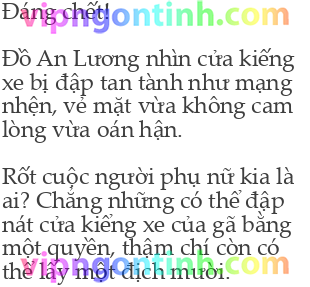 Đáng chết!
vipngontinh.com
Đồ An Lương nhìn cửa kiếng
xe bị đập tan tành như mạng
nhện, vẻ mặt vừa không cam
lòng vừa oán hận.
Rốt cuộc người phụ nữ kia là
ai? Chẳng những có thể đập
nát cửa kiếng xe của gã bằng
một quyền, thậm chí còn có
thể lấy một địch mười.
vipngontinh.com